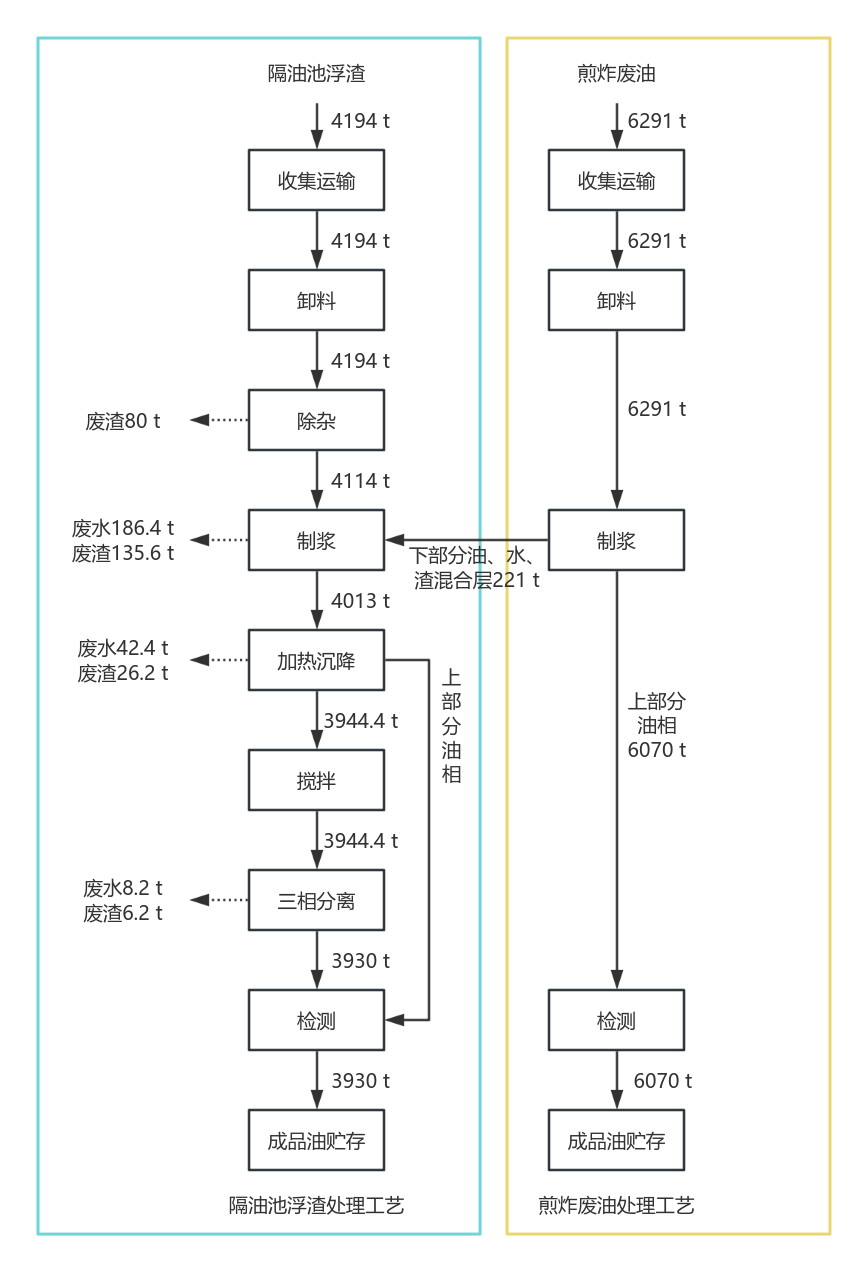 隔油池浮渣
4194 t
收集运输
4194 t
卸料
4194 t
废渣80 t
除杂
4114 t
废水186.4 t
废渣135.6 t
制浆
下部分油、水、
渣混合层221 t
4013 t
废水42.4 t
废渣26.2 t
加热沉降
上
部
分
油
相
3944.4 t
搅拌
3944.4 t
废水8.2 t
废渣6.2 t
三相分离
3930 t
检测
3930 t
成品油贮存
隔油池浮渣处理工艺
煎炸废油
6291 t
收集运输
6291 t
卸料
6291 t
制浆
上部分
油相
6070 t
检测
6070 t
成品油贮存
煎炸废油处理工艺